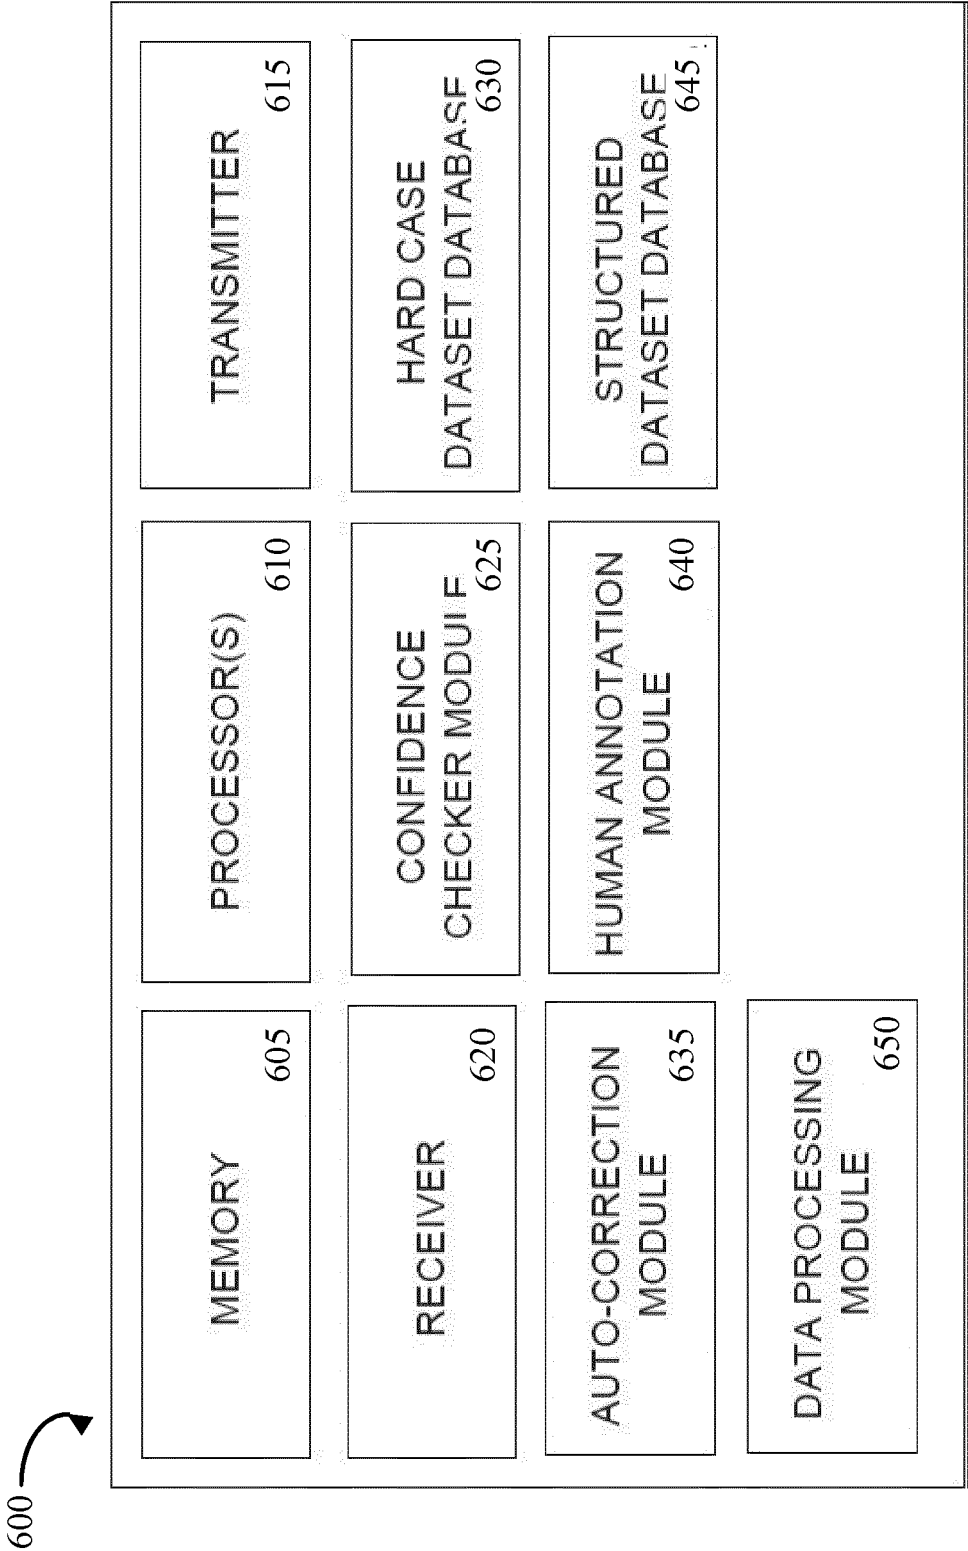 600
MEMORY
605
PROCESSOR(S)
610
TRANSMITTER
615
RECEIVER
620
CONFIDENCE
CHECKER MODULE
625
HARD CASE
DATASET DATABASE
630
AUTO-CORRECTION
MODULE
635
HUMAN ANNOTATION
MODULE
640
STRUCTURED
DATASET DATABASE
645
DATA PROCESSING
MODULE
650